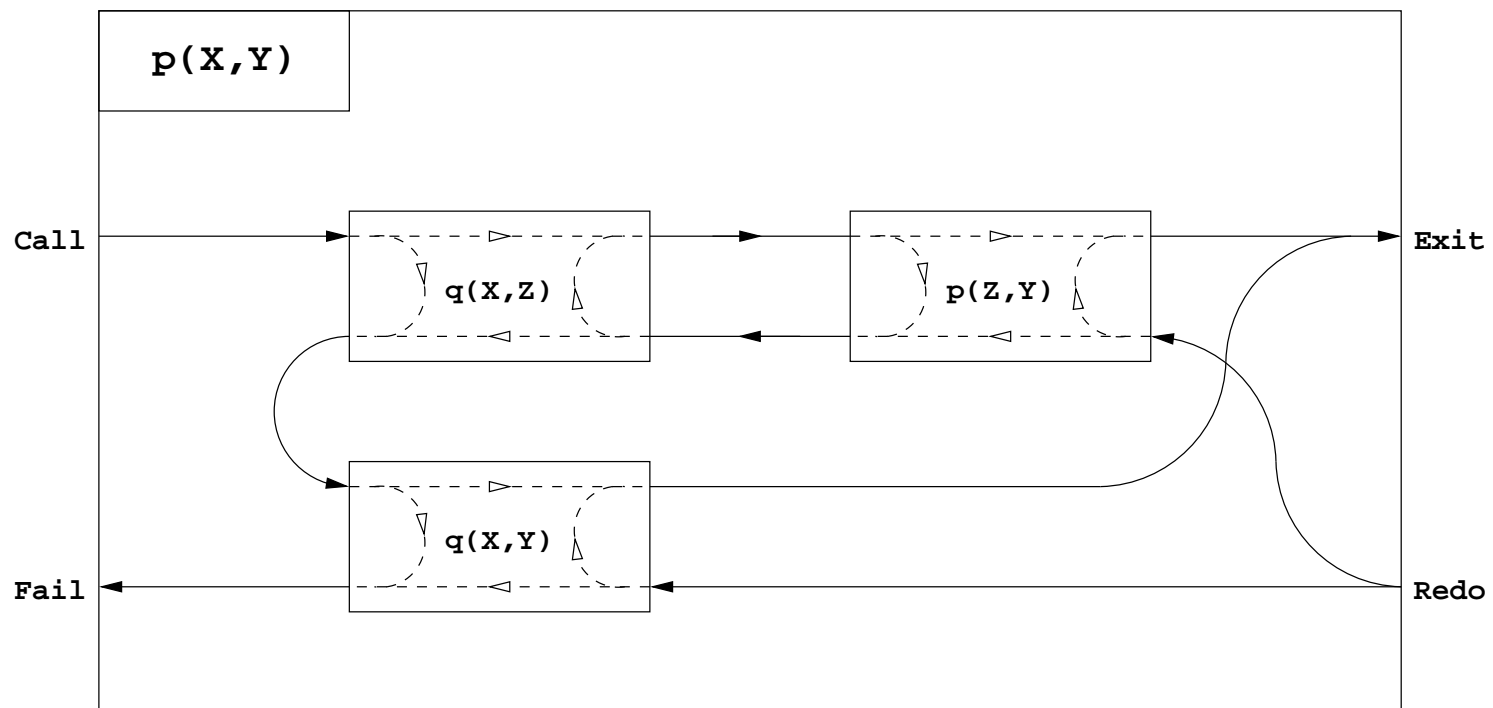 p(X,Y)
Call
Exit
q(X,Z)
p(Z,Y)
q(X,Y)
Fail
Redo